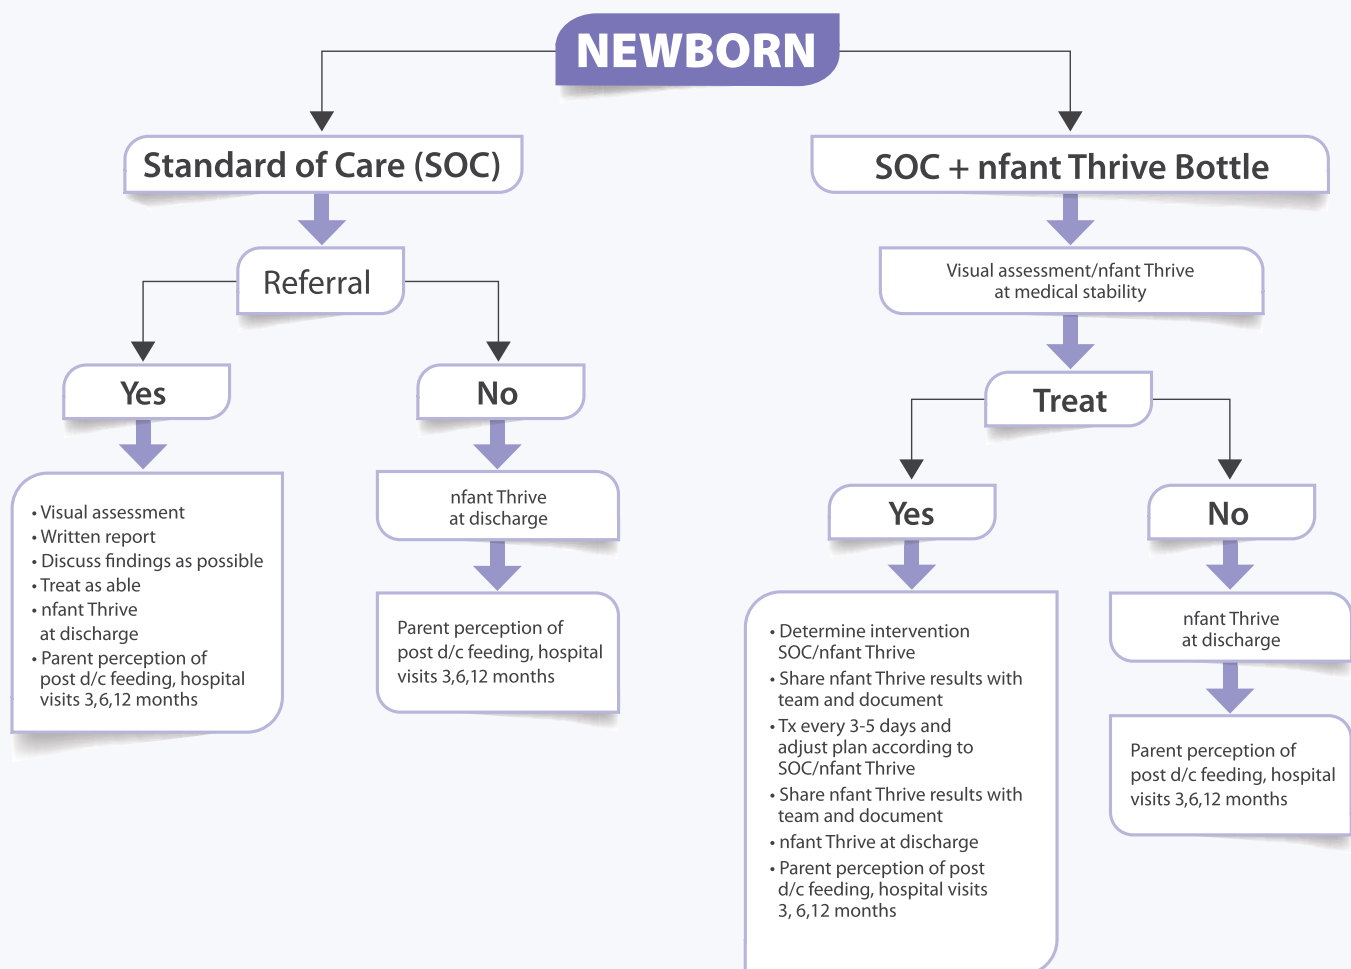 NEWBORN
Standard of Care (SOC)
Referral
Yes
• Visual assessment
• Written report
• Discuss findings as possible
• Treat as able
• nfant Thrive
at discharge
• Parent perception of
post d/c feeding, hospital
visits 3,6,12 months
No
nfant Thrive
at discharge
Parent perception of
post d/c feeding, hospital
visits 3,6,12 months
SOC + nfant Thrive Bottle
Visual assessment/nfant Thrive
at medical stability
Treat
Yes
• Determine intervention
SOC/nfant Thrive
• Share nfant Thrive results with
team and document
• Tx every 3-5 days and
adjust plan according to
SOC/nfant Thrive
• Share nfant Thrive results with
team and document
• nfant Thrive at discharge
• Parent perception of post
d/c feeding, hospital visits
3, 6,12 months
No
nfant Thrive
at discharge
Parent perception of
post d/c feeding, hospital
visits 3,6,12 months